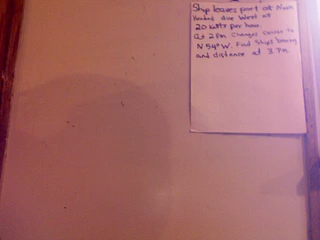 Ship leaves port at Noon
headed due West at
20 knots per hour.
At 2 Pm Changes Course to
N 54° W. Find Ships bearing
and distance at 3 Pm.